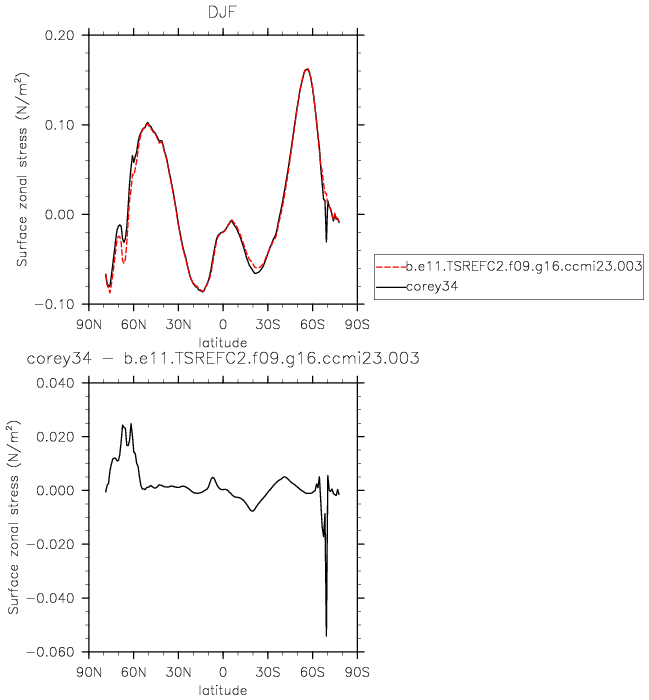 DJF
0.20
0.10
0.00
−0.10
Surface zonal stress (N/m²)
90N 60N 30N 0 30S 60S 90S
latitude
b.e11.TSREFC2.f09.g16.ccmi23.003
corey34
corey34 − b.e11.TSREFC2.f09.g16.ccmi23.003
0.040
0.020
0.000
−0.020
−0.040
−0.060
Surface zonal stress (N/m²)
90N 60N 30N 0 30S 60S 90S
latitude